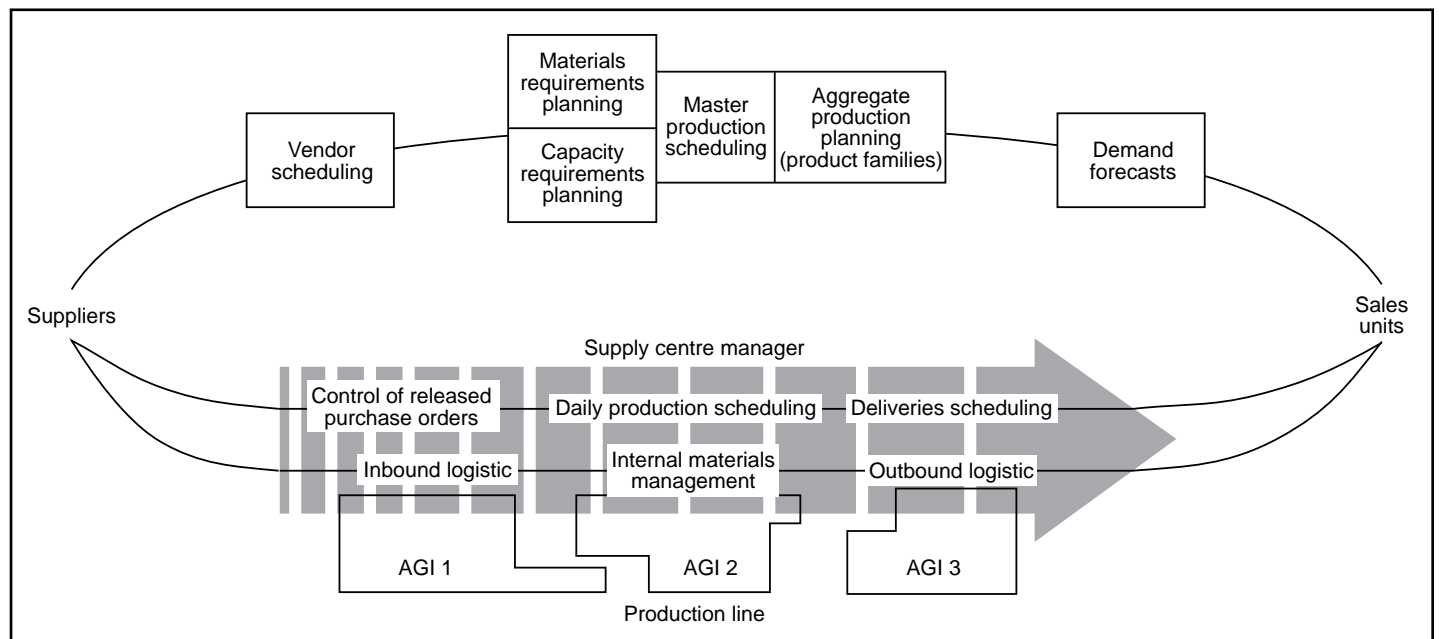 Materials
requirements
planning
Capacity
requirements
planning
Master
production
scheduling
Aggregate
production
planning
(product families)
Vendor
scheduling
Demand
forecasts
Suppliers
Sales
units
Supply centre manager
Control of released
purchase orders
Daily production scheduling
Deliveries scheduling
Inbound logistic
Internal materials
management
Outbound logistic
AGI 1
AGI 2
AGI 3
Production line